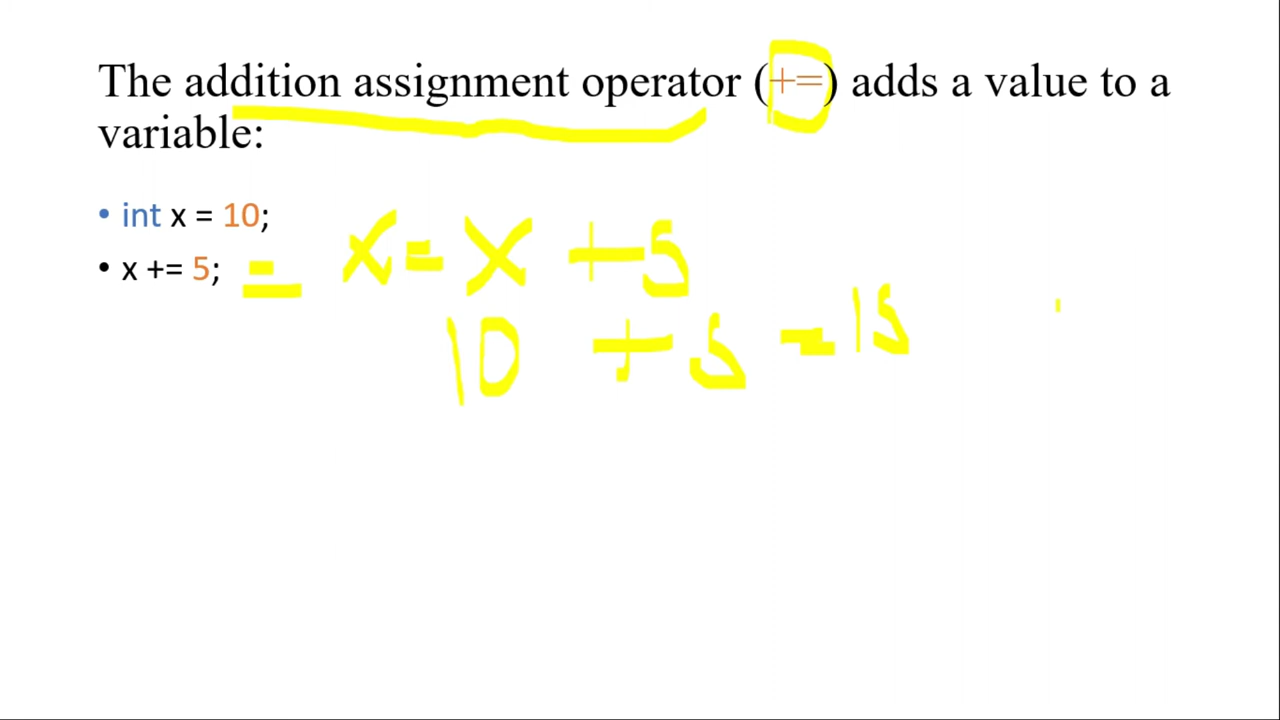 The addition assignment operator (+=) adds a value to a
variable:
• int x = 10;
• x += 5; = x = x + 5
10 + 5 = 15